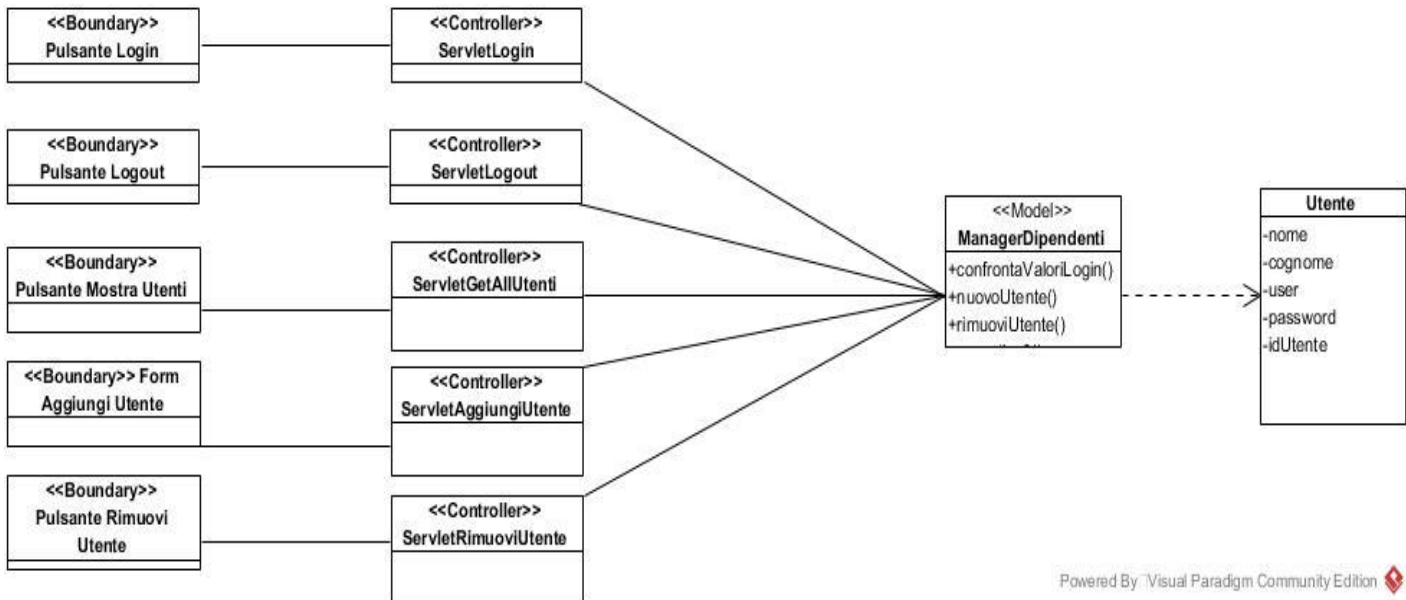 <<Boundary>>
Pulsante Login
<<Controller>>
ServletLogin
<<Boundary>>
Pulsante Logout
<<Controller>>
ServletLogout
<<Boundary>>
Pulsante Mostra Utenti
<<Controller>>
ServletGetAllUtenti
<<Boundary>> Form
Aggiungi Utente
<<Controller>>
ServletAggiungiUtente
<<Boundary>>
Pulsante Rimuovi
Utente
<<Controller>>
ServletRimuoviUtente
<<Model>>
ManagerDipendenti
+confrontaValoriLogin()
+nuovoUtente()
+rimuoviUtente()
Utente
-nome
-cognome
-user
-password
-idUtente
Powered By Visual Paradigm Community Edition